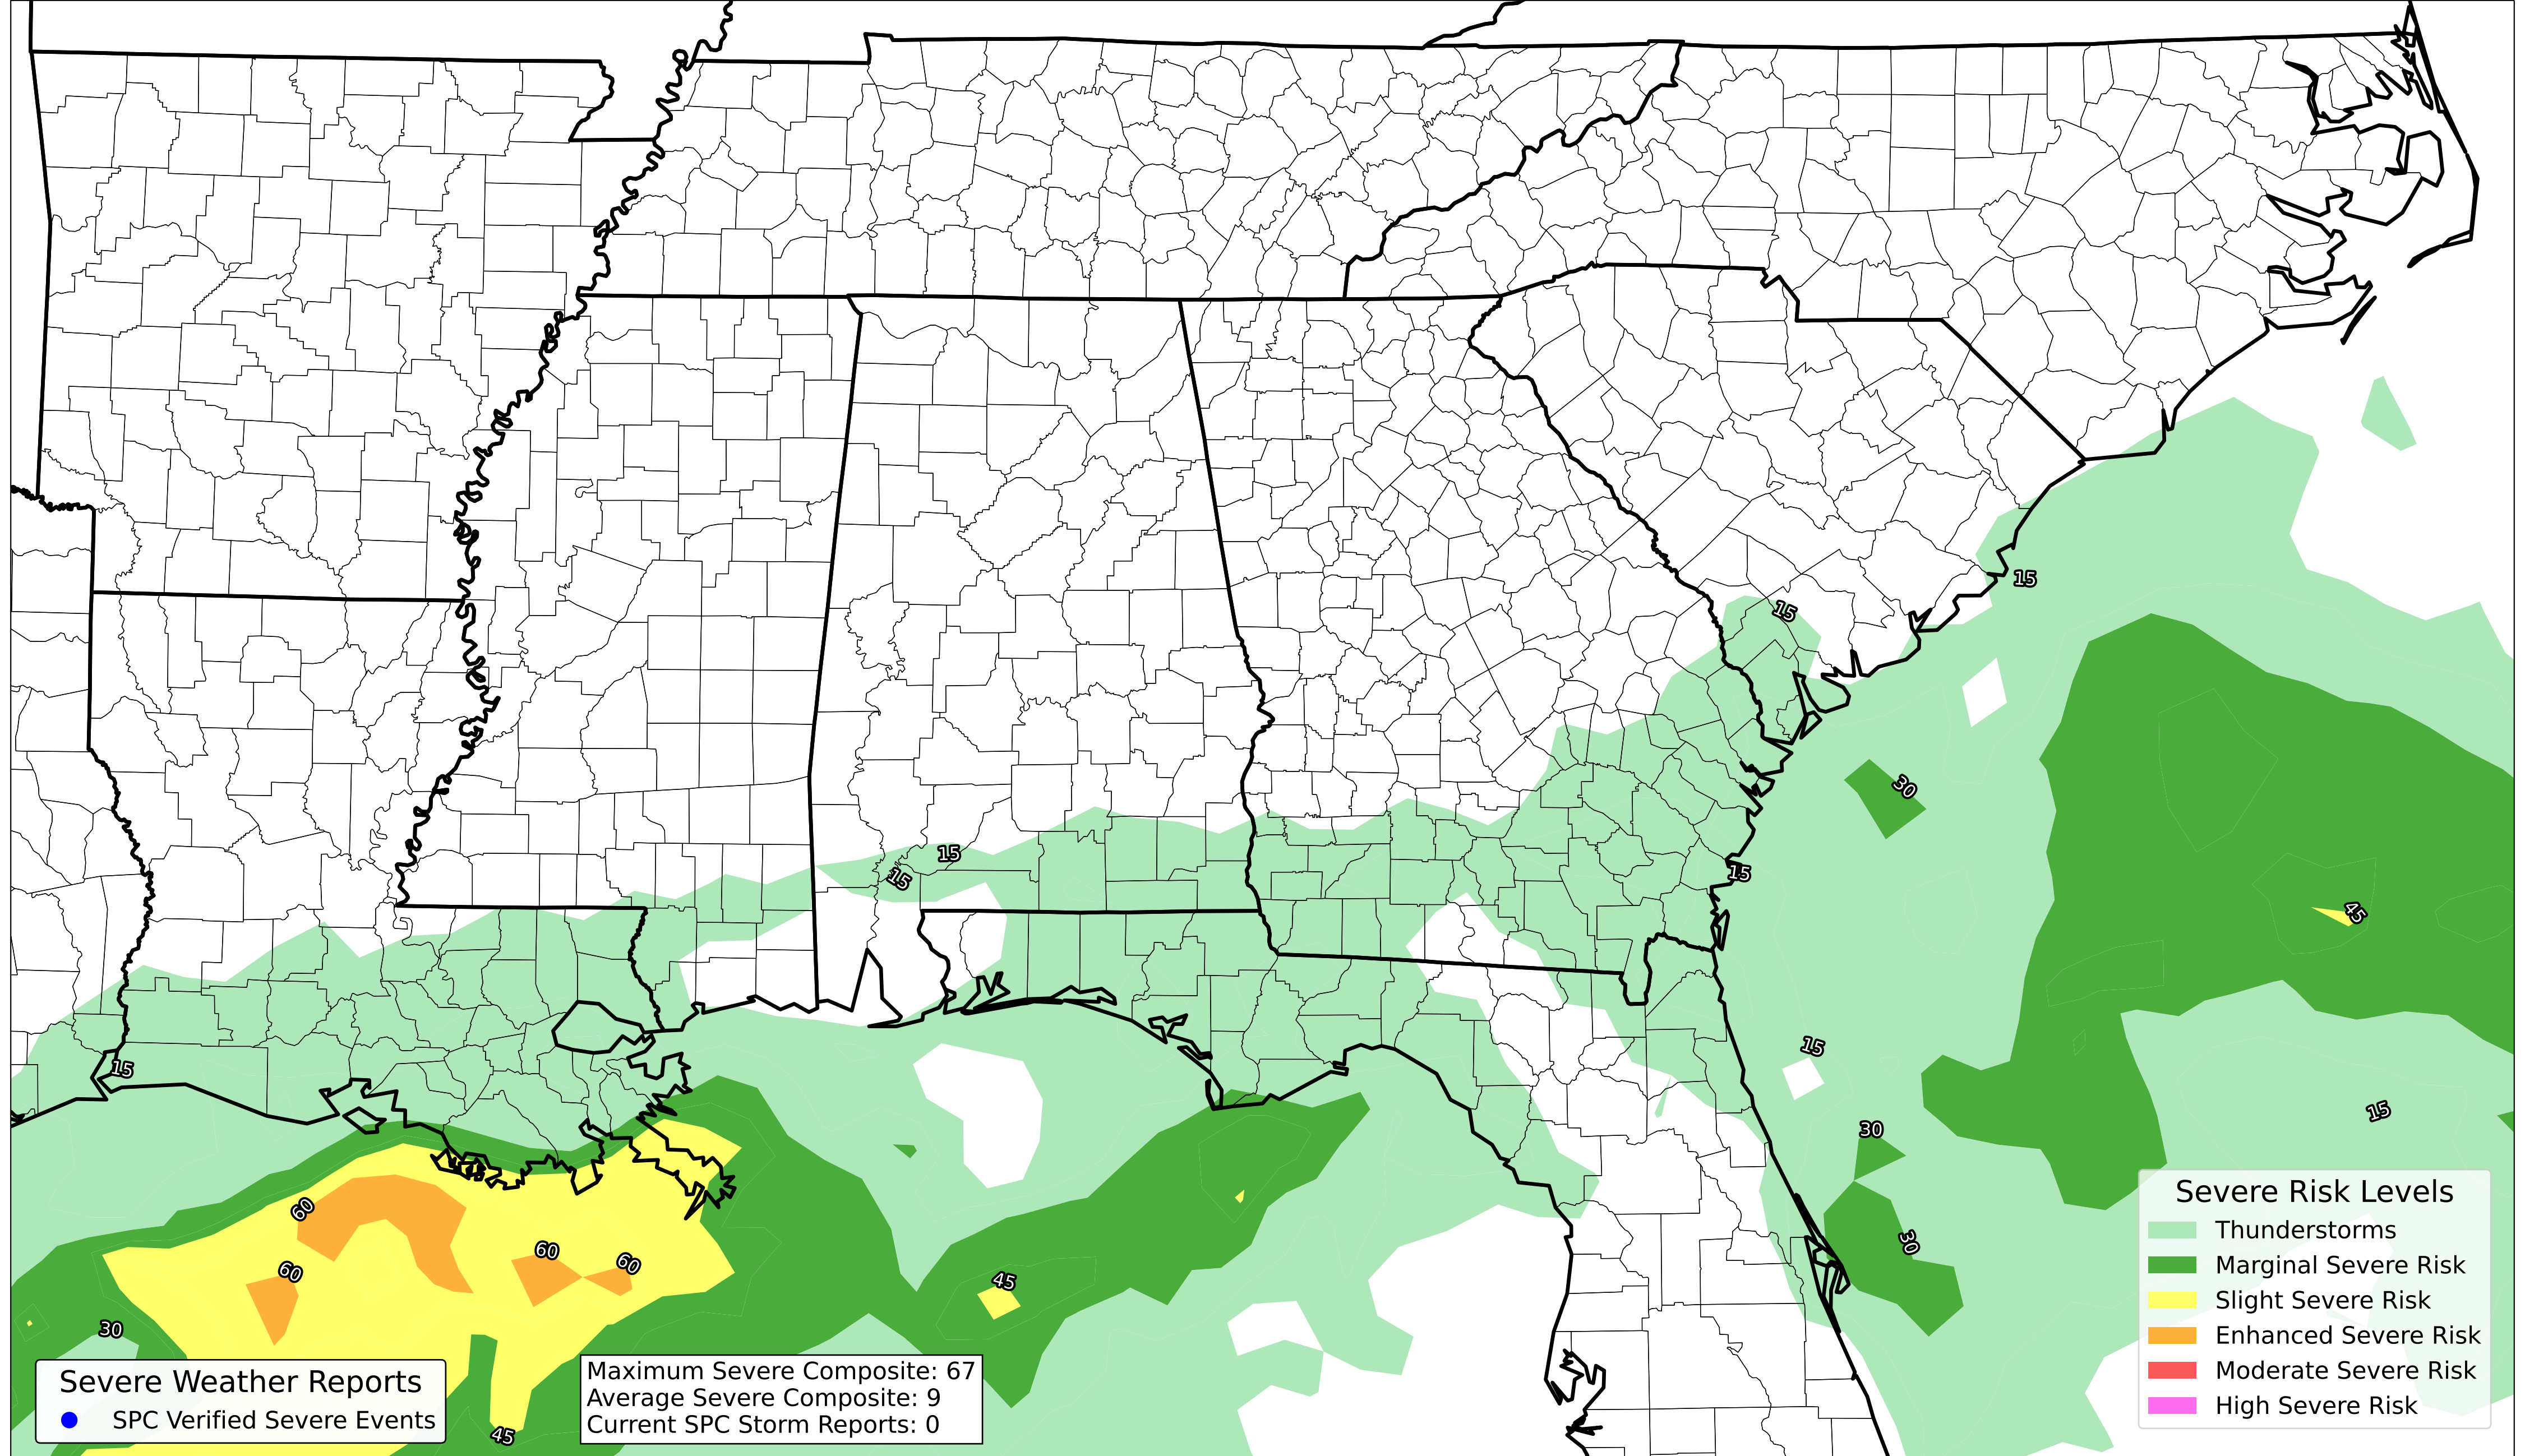 15
15
15
15
30
15
45
15
15
15
30
60
30
60
60
60
45
30
45
Severe Weather Reports
SPC Verified Severe Events
Maximum Severe Composite: 67
Average Severe Composite: 9
Current SPC Storm Reports: 0
Severe Risk Levels
Thunderstorms
Marginal Severe Risk
Slight Severe Risk
Enhanced Severe Risk
Moderate Severe Risk
High Severe Risk